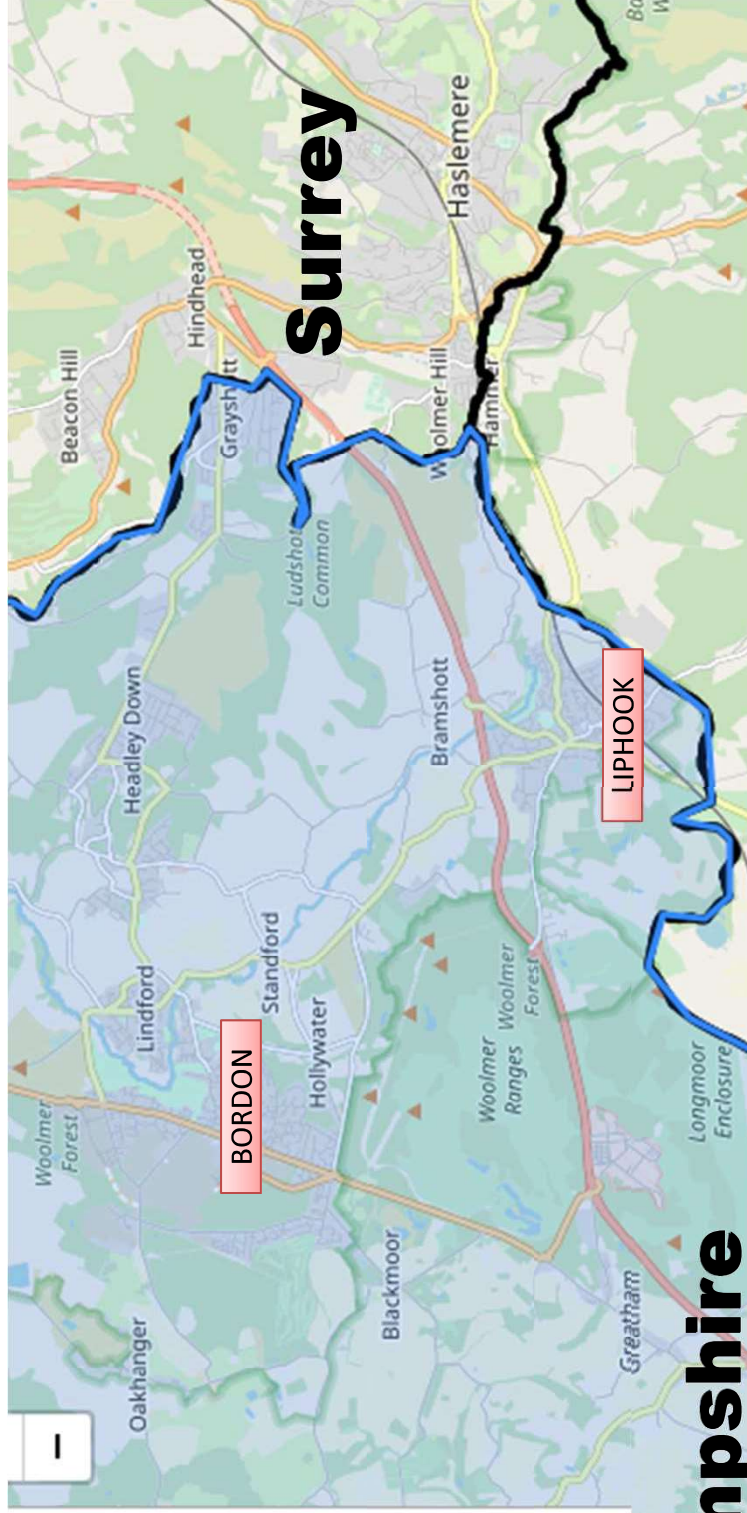 −
Woolmer
Forest
Beacon Hill
Oakhanger
Lindford
Headley Down
Hindhead
Grayshott
BORDON
Standford
Surrey
Ludshott
Common
Hollywater
Blackmoor
Bramshott
Woolmer Hill
Haslemere
Hammer
Woolmer
Ranges
Woolmer
Forest
LIPHOOK
Greatham
Longmoor
Enclosure
mpshire